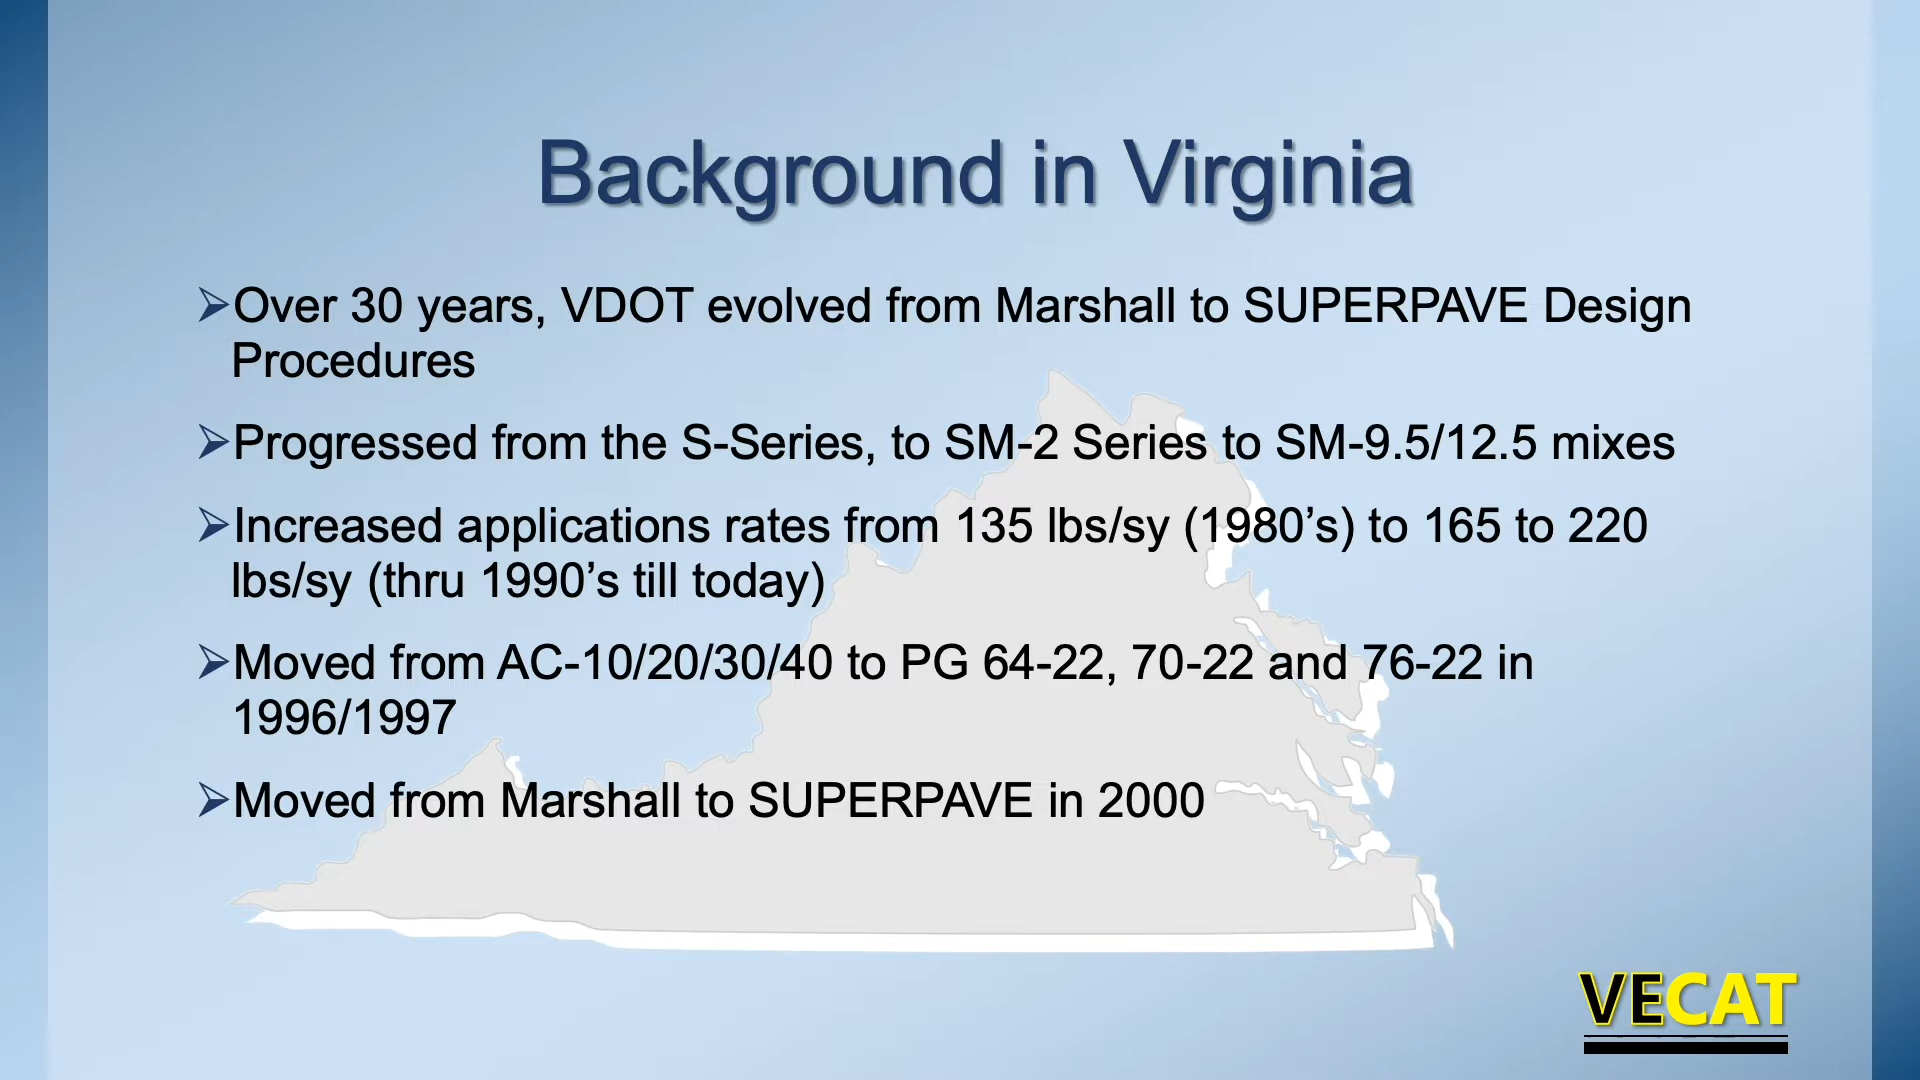 Background in Virginia
➢Over 30 years, VDOT evolved from Marshall to SUPERPAVE Design
Procedures
➢Progressed from the S-Series, to SM-2 Series to SM-9.5/12.5 mixes
➢Increased applications rates from 135 lbs/sy (1980’s) to 165 to 220
lbs/sy (thru 1990’s till today)
➢Moved from AC-10/20/30/40 to PG 64-22, 70-22 and 76-22 in
1996/1997
➢Moved from Marshall to SUPERPAVE in 2000
VECAT